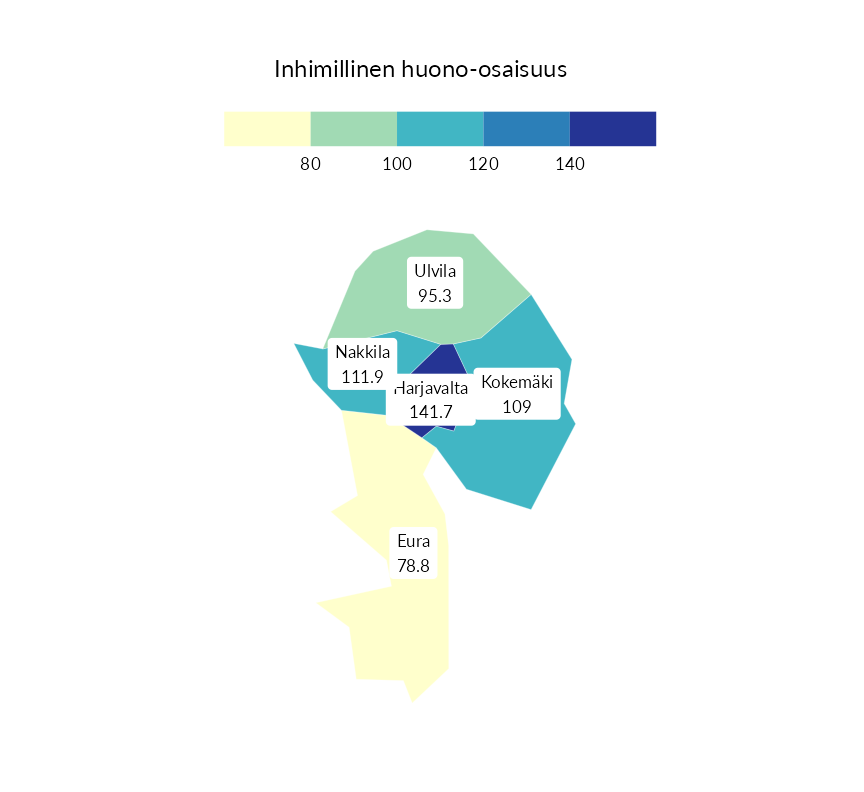 Inhimillinen huono-osaisuus
80 100 120 140
Ulvila
95.3
Nakkila
111.9
Harjavalta
141.7
Kokemäki
109
Eura
78.8